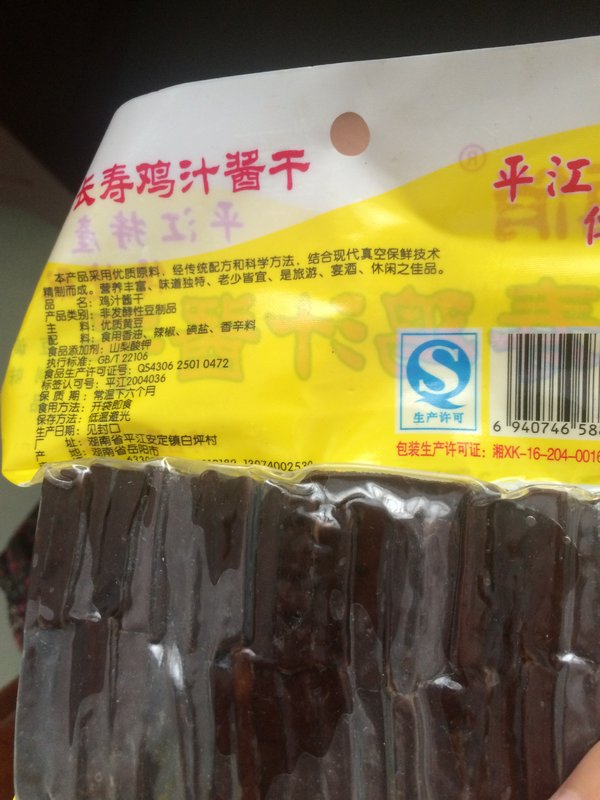 长寿鸡汁酱干
平江
本产品采用优质原料，经传统配方和科学方法，结合现代真空保鲜技术
精制而成。营养丰富、味道独特、老少皆宜、是旅游、宴酒、休闲之佳品。
品 名：鸡汁酱干
产品类别：非发酵性豆制品
主 料：优质黄豆
配 料：食用香油、辣椒、碘盐、香辛料
食品添加剂：山梨酸钾
执行标准：GB/T 22106
食品生产许可证号：QS4306 2501 0472
标签认可号：平江2004036
保 质 期：常温下六个月
食用方法：开袋即食
保存方法：低温避光
生产日期：见封口
址：湖南省平江安定镇白坪村
地：湖南省岳阳市
13074002530
生产许可
6 940746 58
包装生产许可证：湘XK-16-204-0016
平江特产